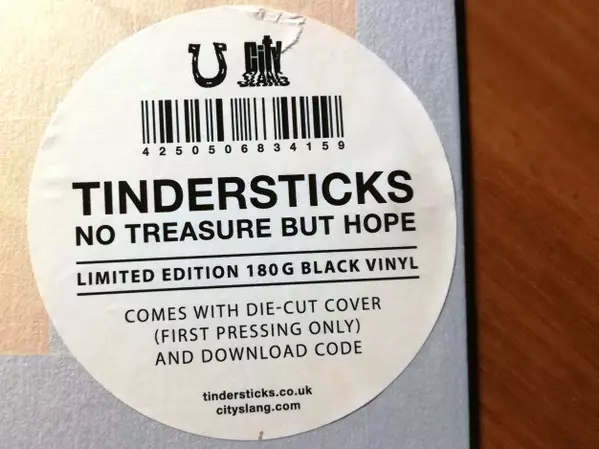 City
SLANG
4250506834159
TINDERSTICKS
NO TREASURE BUT HOPE
LIMITED EDITION 180G BLACK VINYL
COMES WITH DIE-CUT COVER
(FIRST PRESSING ONLY)
AND DOWNLOAD CODE
tindersticks.co.uk
cityslang.com